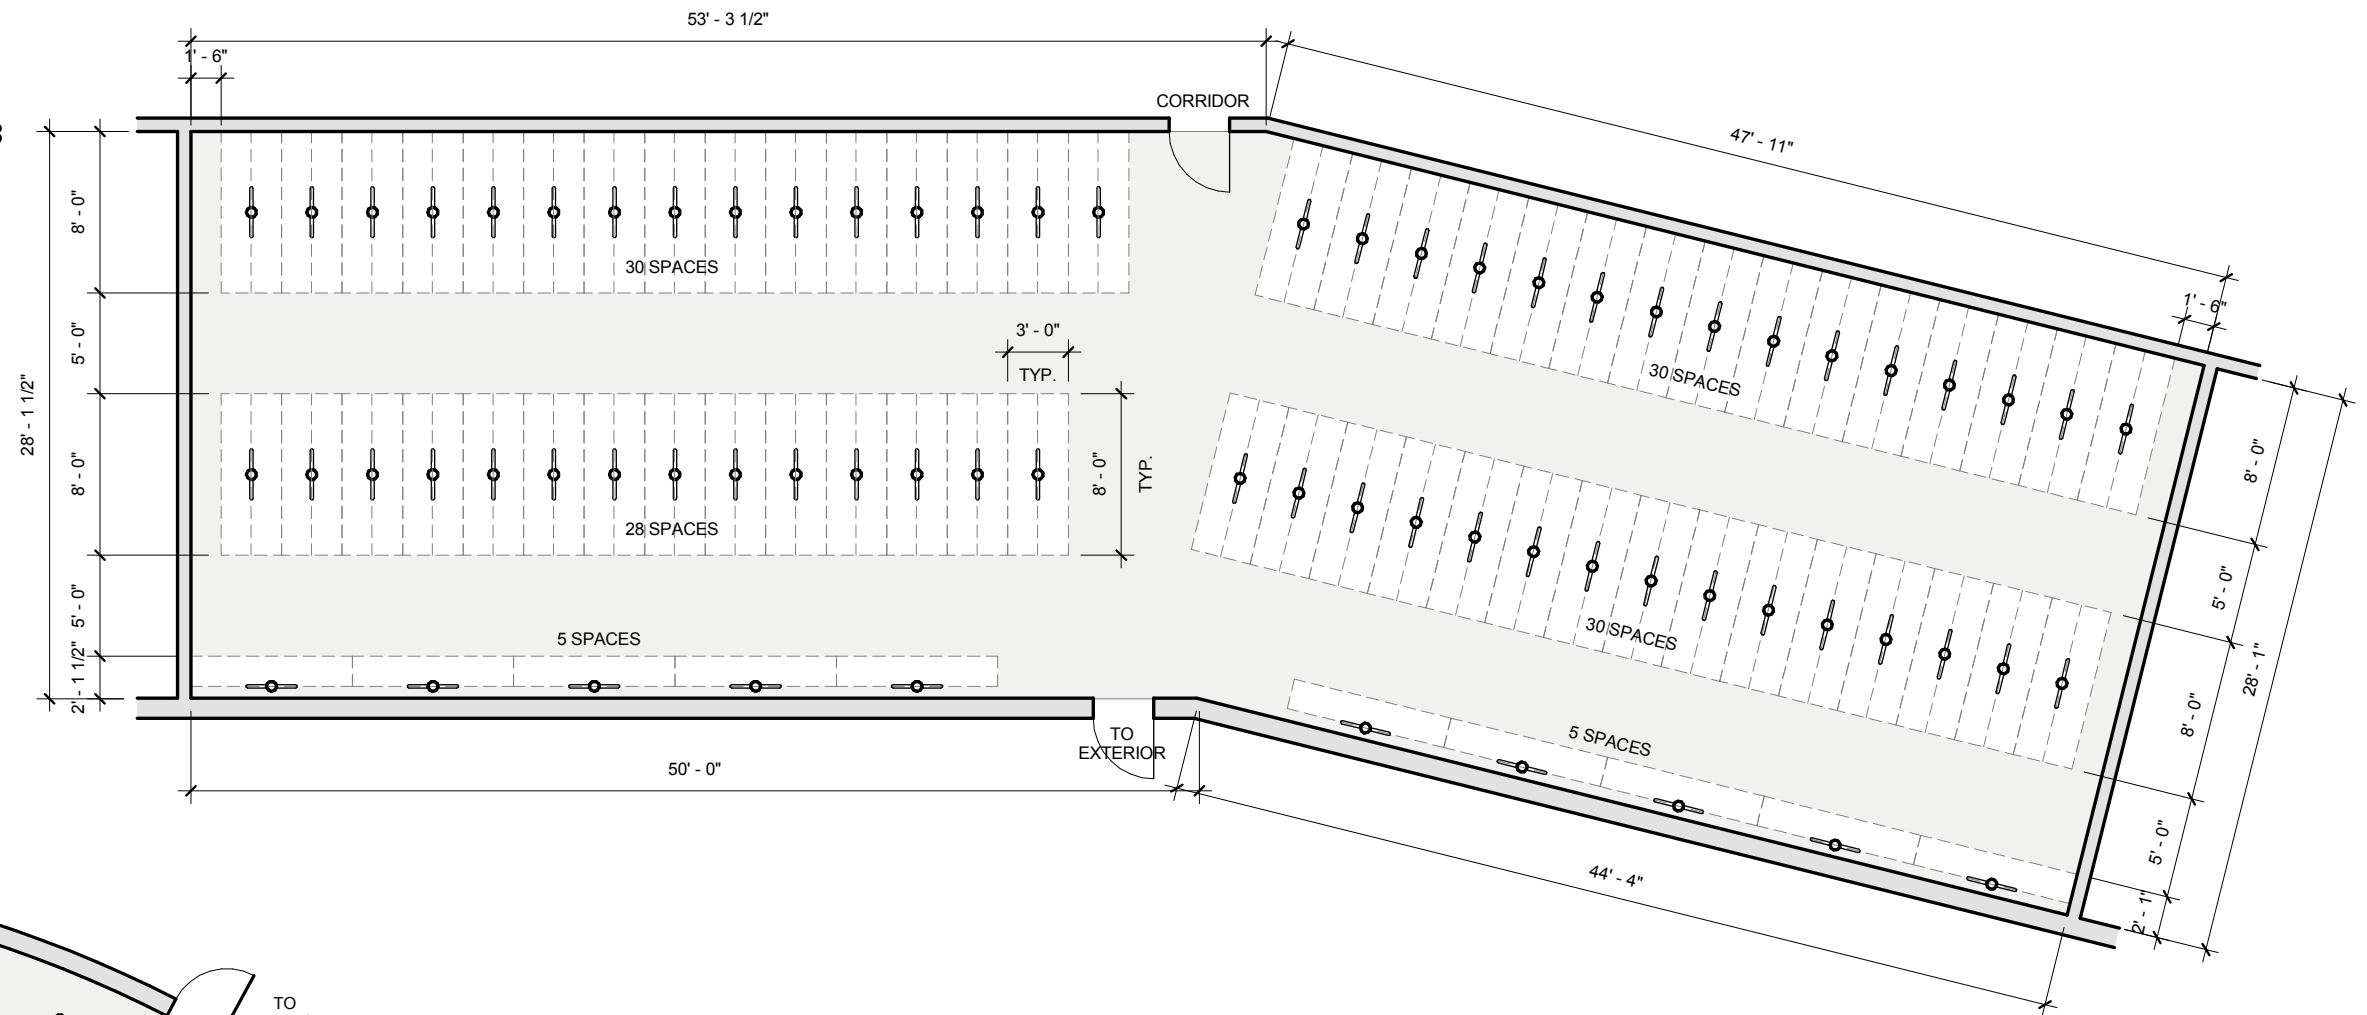 53' - 3 1/2"
1' - 6"
CORRIDOR
47' - 11"
1' - 6"
8' - 0"
30 SPACES
5' - 0"
28' - 1 1/2"
3' - 0"
TYP.
30 SPACES
8' - 0"
28 SPACES
8' - 0"
TYP.
8' - 0"
5' - 0"
30 SPACES
28' - 1"
5' - 0"
2' - 1 1/2"
5 SPACES
8' - 0"
5 SPACES
TO
EXTERIOR
50' - 0"
5' - 0"
44' - 4"
2' - 1"
TO